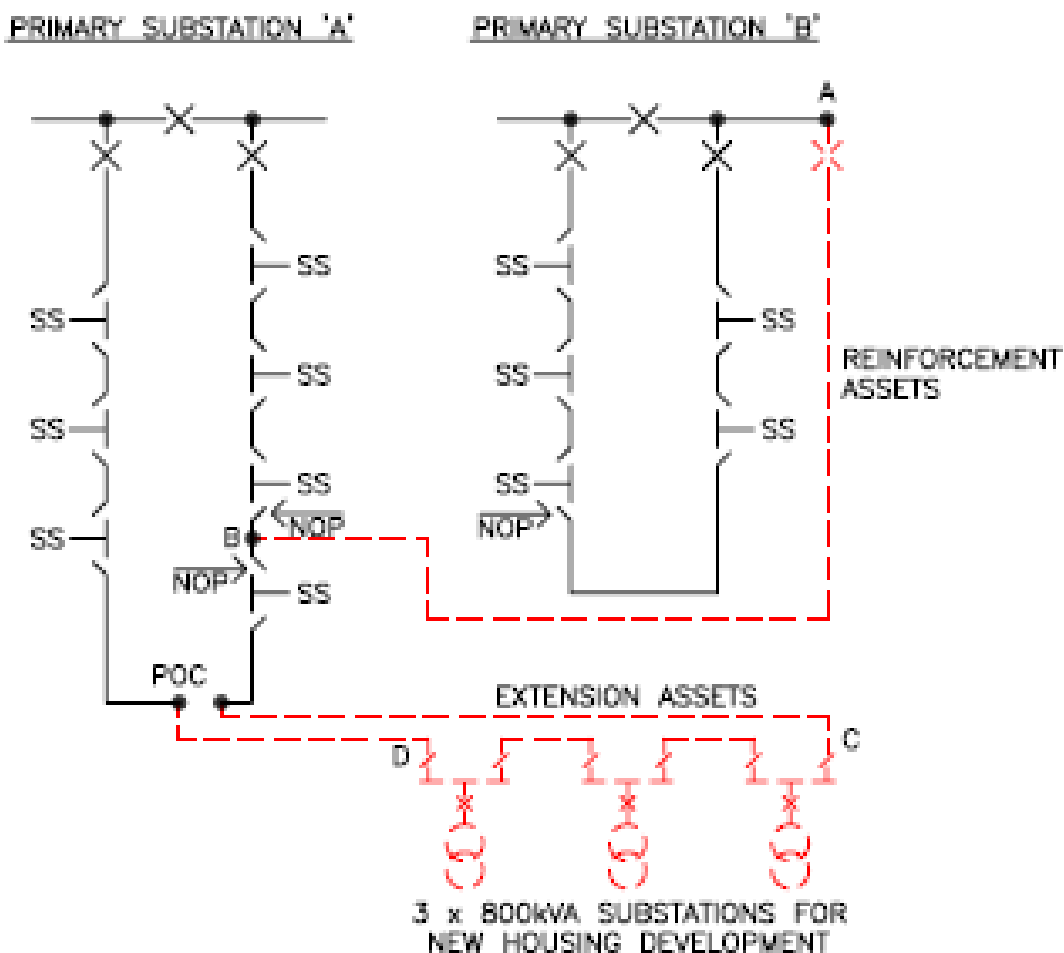 PRIMARY SUBSTATION 'A'
PRIMARY SUBSTATION 'B'
A
SS
SS
SS
SS
SS
SS
REINFORCEMENT
ASSETS
SS
SS
SS
SS
SS
NOP
NOP
SS
B
NOP
SS
POC
EXTENSION ASSETS
D
C
3 x 800kVA SUBSTATIONS FOR
NEW HOUSING DEVELOPMENT